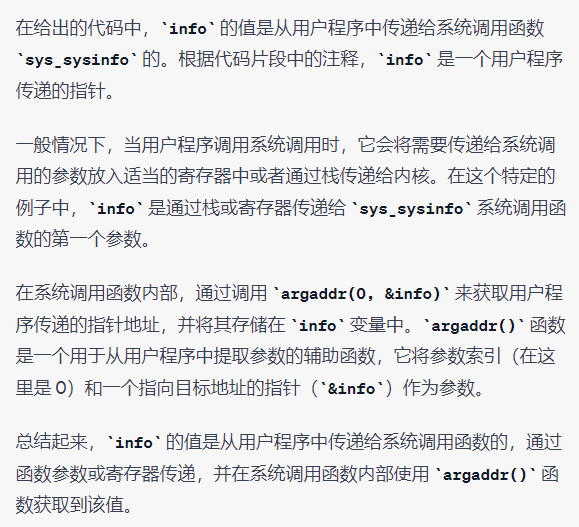 在给出的代码中，`info`的值是从用户程序中传递给系统调用函数
`sys_sysinfo`的。根据代码片段中的注释，`info`是一个用户程序
传递的指针。
一般情况下，当用户程序调用系统调用时，它会将需要传递给系统调
用的参数放入适当的寄存器中或者通过栈传递给内核。在这个特定的
例子中，`info`是通过栈或寄存器传递给`sys_sysinfo`系统调用函
数的第一个参数。
在系统调用函数内部，通过调用`argaddr(0, &info)`来获取用户程
序传递的指针地址，并将其存储在`info`变量中。`argaddr()`函数
是一个用于从用户程序中提取参数的辅助函数，它将参数索引（在这
里是 0）和一个指向目标地址的指针（`&info`）作为参数。
总结起来，`info`的值是从用户程序中传递给系统调用函数的，通过
函数参数或寄存器传递，并在系统调用函数内部使用`argaddr()`函
数获取到该值。